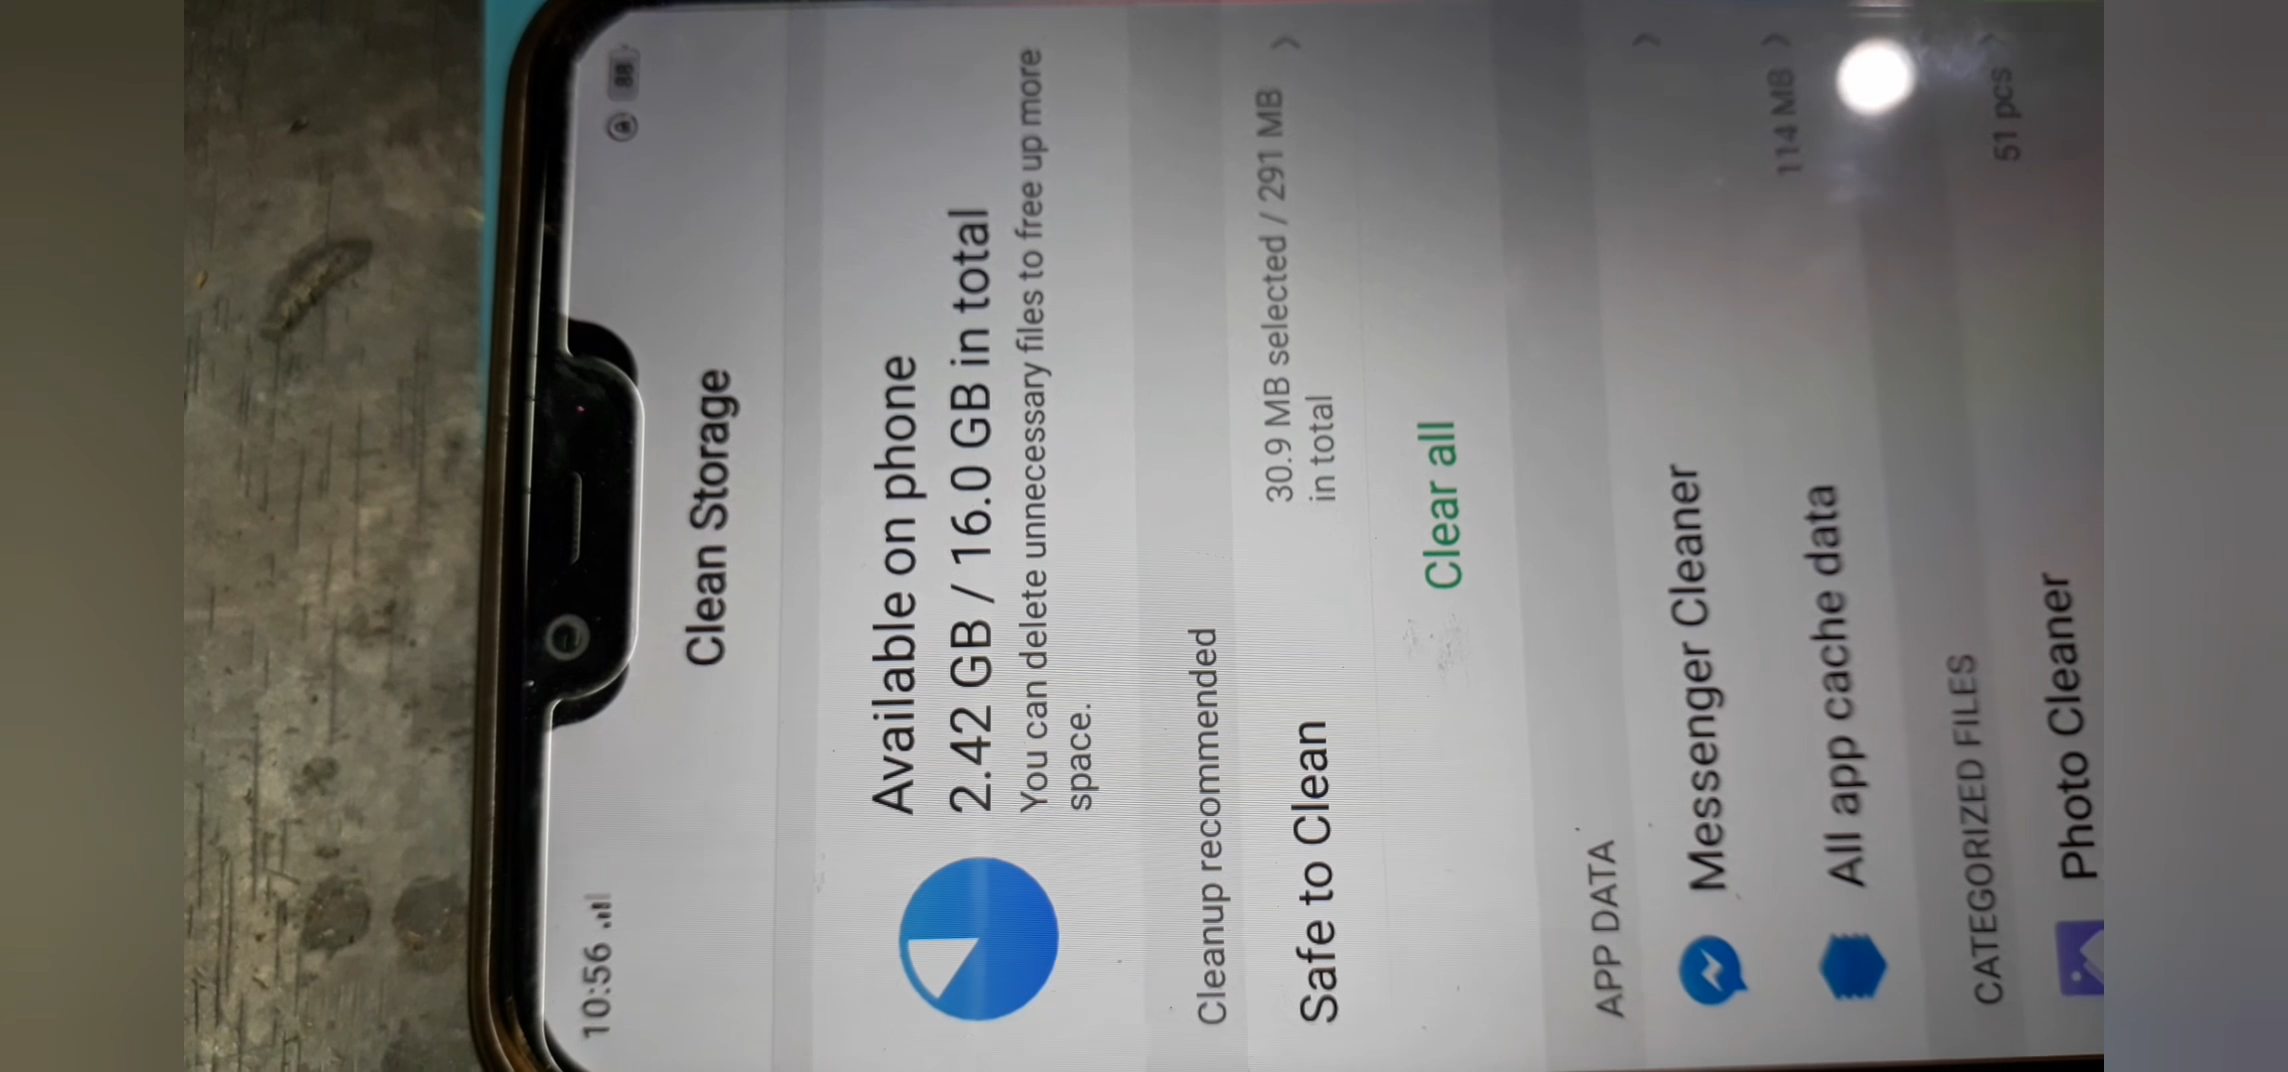 10:56
88
Clean Storage
Available on phone
2.42 GB / 16.0 GB in total
You can delete unnecessary files to free up more
space.
Cleanup recommended
Safe to Clean
30.9 MB selected / 291 MB
in total
Clear all
APP DATA
Messenger Cleaner
All app cache data
114 MB
CATEGORIZED FILES
Photo Cleaner
51 pcs